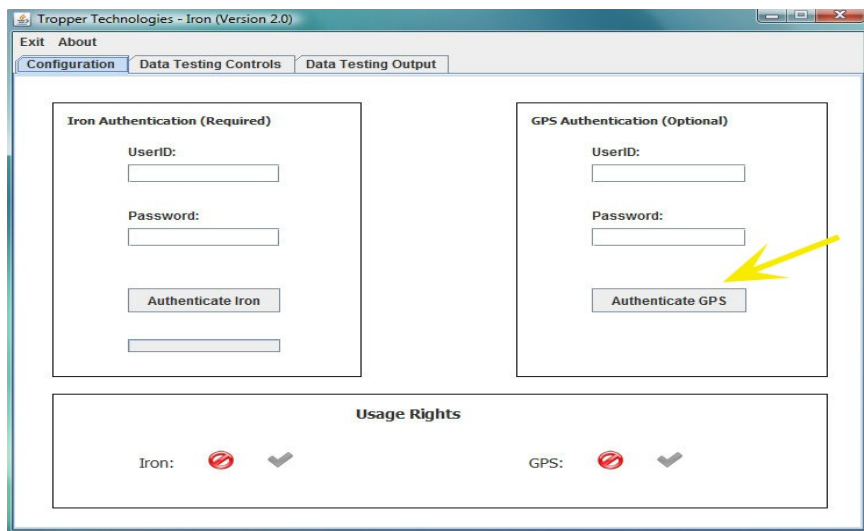 Tropper Technologies - Iron (Version 2.0)
Exit About
Configuration Data Testing Controls Data Testing Output
Iron Authentication (Required)
UserID:
Password:
Authenticate Iron
GPS Authentication (Optional)
UserID:
Password:
Authenticate GPS
Usage Rights
Iron:
GPS: